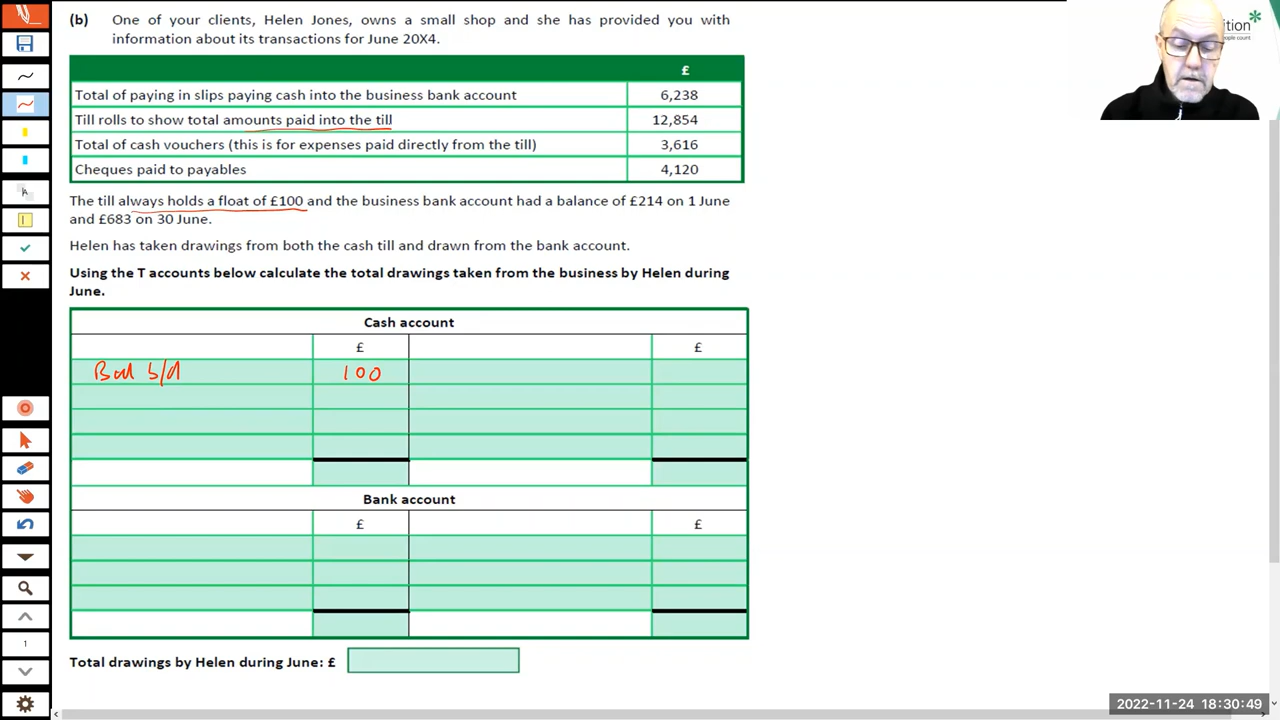 (b) One of your clients, Helen Jones, owns a small shop and she has provided you with
information about its transactions for June 20X4.
£
Total of paying in slips paying cash into the business bank account 6,238
Till rolls to show total amounts paid into the till 12,854
Total of cash vouchers (this is for expenses paid directly from the till) 3,616
Cheques paid to payables 4,120
The till always holds a float of £100 and the business bank account had a balance of £214 on 1 June
and £683 on 30 June.
Helen has taken drawings from both the cash till and drawn from the bank account.
Using the T accounts below calculate the total drawings taken from the business by Helen during
June.
Cash account
£ £
Bal b/d 100
Bank account
£ £
Total drawings by Helen during June: £
1
2022-11-24 18:30:49